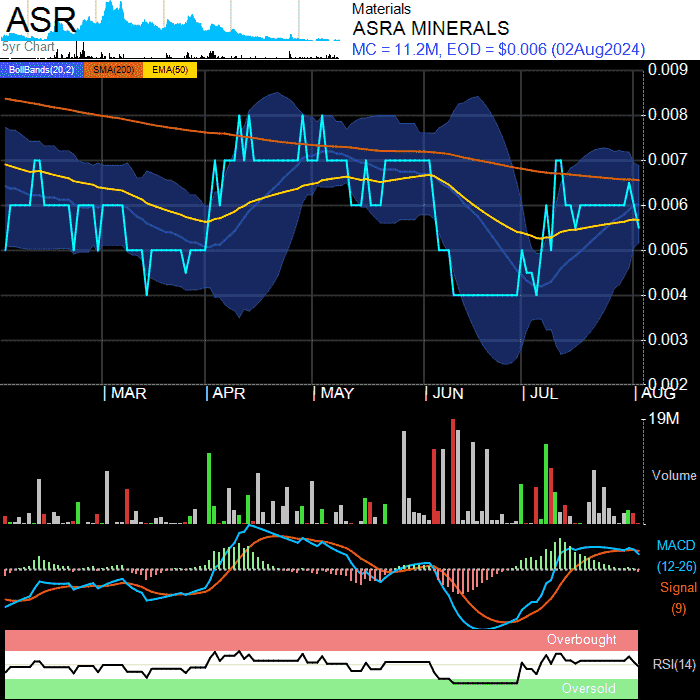 ASR
5yr Chart
Materials
ASRA MINERALS
MC = 11.2M, EOD = $0.006 (02Aug2024)
BollBands(20,2) SMA(200) EMA(50)
0.009
0.008
0.007
0.006
0.005
0.004
0.003
0.002
MAR APR MAY JUN JUL AUG
19M
Volume
MACD
(12-26)
Signal
(9)
Overbought
RSI(14)
Oversold